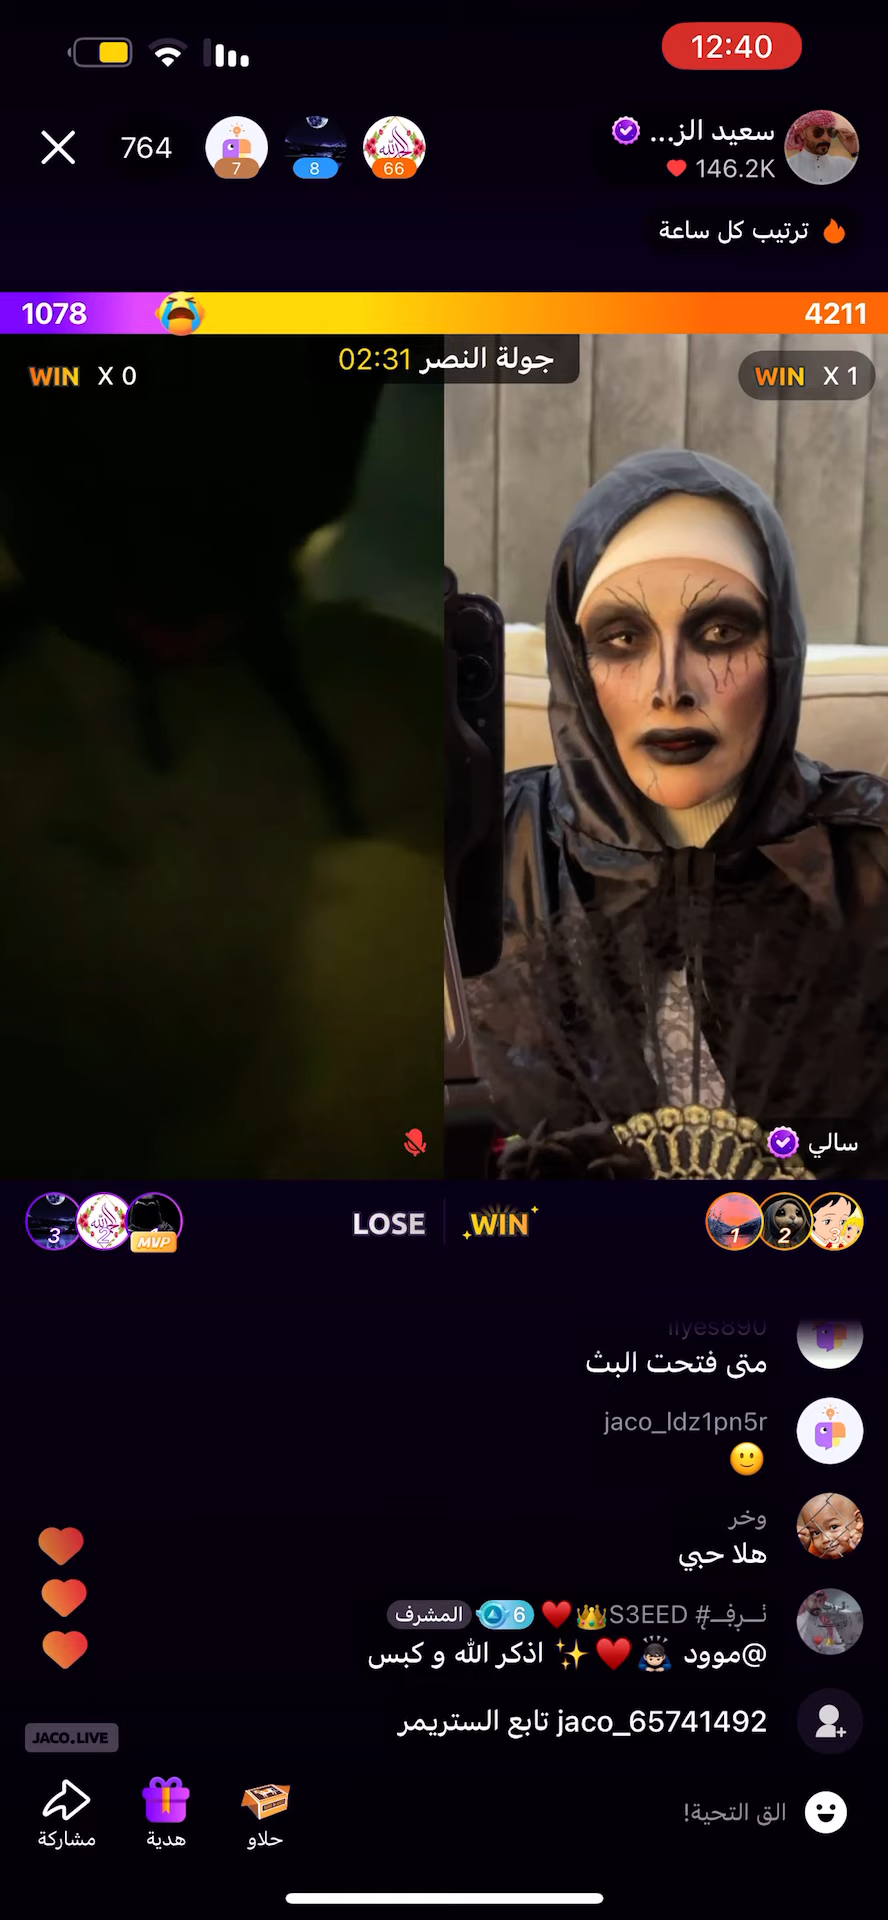 12:40
764
7
8
66
سعيد الز...
146.2K
ترتيب كل ساعة
1078
4211
WIN X 0
جولة النصر 02:31
WIN X 1
سالي
3
2
MVP
LOSE
WIN
1
2
3
ilyes890
متى فتحت البث
jaco_ldz1pn5r
وخر
هلا حبي
S3EED #
6
المشرف
@موود 🙇🏻‍♂️❤️✨ اذكر الله و كبس
jaco_65741492 تابع الستريمر
JACO.LIVE
مشاركة
هدية
حلاو
الق التحية!